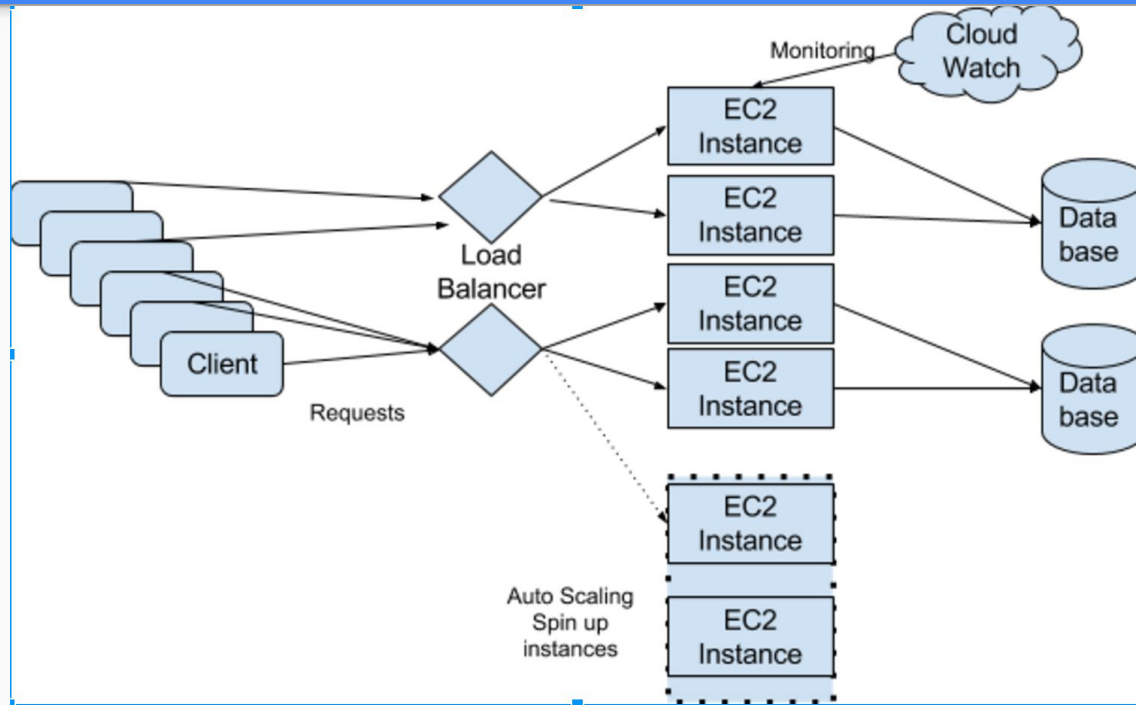 Cloud
Watch
Monitoring
EC2
Instance
EC2
Instance
Data
base
Load
Balancer
EC2
Instance
Client
Requests
EC2
Instance
Data
base
EC2
Instance
Auto Scaling
Spin up
instances
EC2
Instance